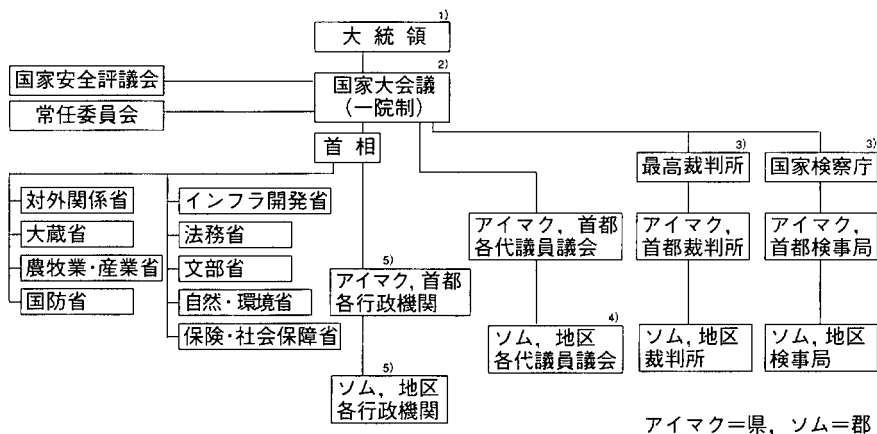 1)
大統領
国家安全評議会
2)
国家大会議
(一院制)
常任委員会
首相
3)
最高裁判所
3)
国家検察庁
対外関係省
大蔵省
農牧業・産業省
国防省
インフラ開発省
法務省
文部省
自然・環境省
保険・社会保障省
5)
アイマク,首都
各行政機関
5)
ソム,地区
各行政機関
アイマク,首都
各代議員議会
4)
ソム,地区
各代議員議会
アイマク,
首都裁判所
ソム,地区
裁判所
アイマク,
首都検事局
ソム,地区
検事局
アイマク=県,ソム=郡